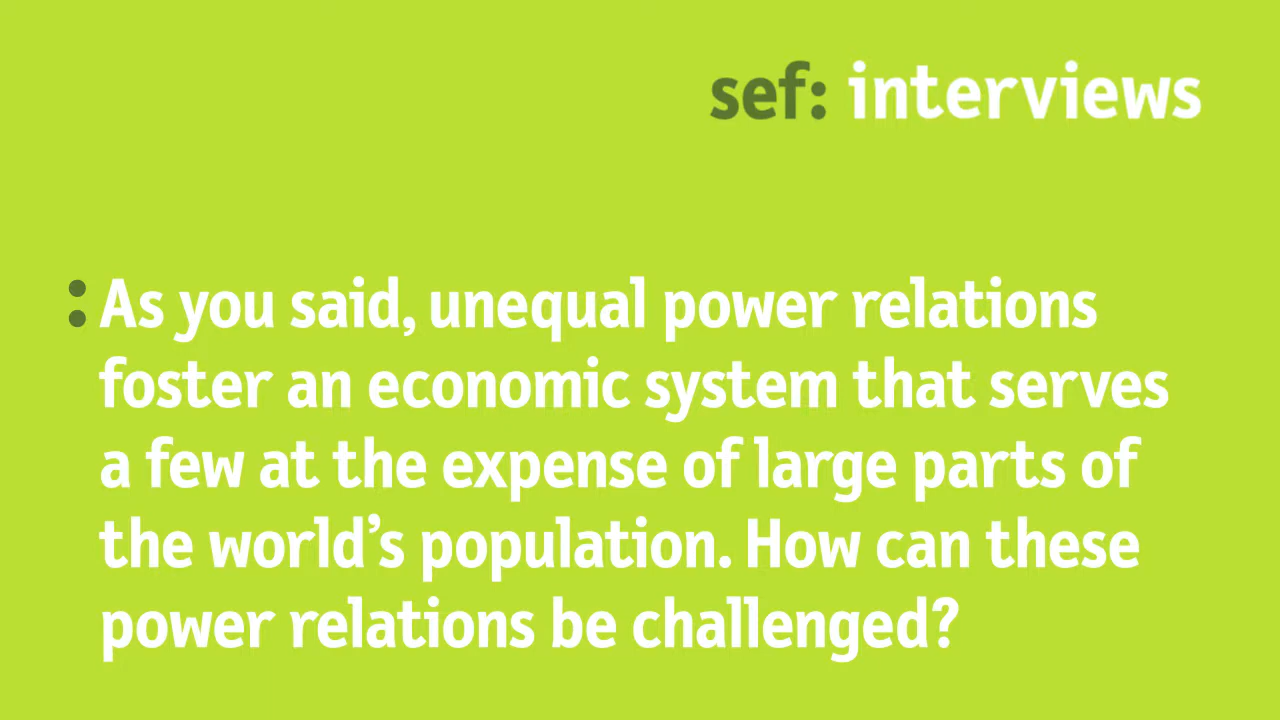 sef: interviews
: As you said, unequal power relations
foster an economic system that serves
a few at the expense of large parts of
the world’s population. How can these
power relations be challenged?